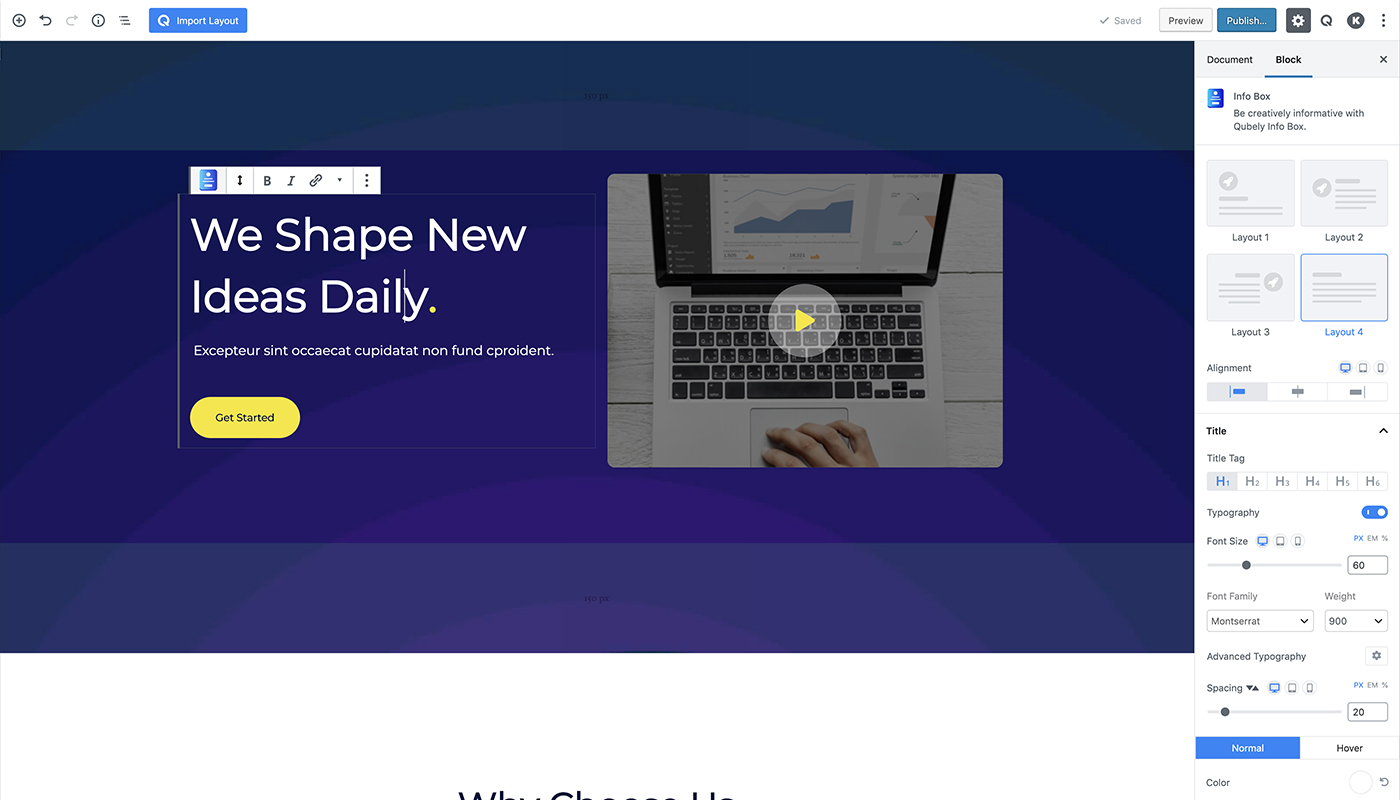 Import Layout
Saved
Preview
Publish...
K
Document
Block
Info Box
Be creatively informative with
Qubely Info Box.
Layout 1
Layout 2
Layout 3
Layout 4
Alignment
Title
Title Tag
H1 H2 H3 H4 H5 H6
Typography
Font Size
PX EM %
60
Font Family
Weight
Montserrat
900
Advanced Typography
Spacing
PX EM %
20
Normal
Hover
Color
B I
We Shape New
Ideas Daily.
Excepteur sint occaecat cupidatat non fund cproident.
Get Started
150 px
Why Choose Us